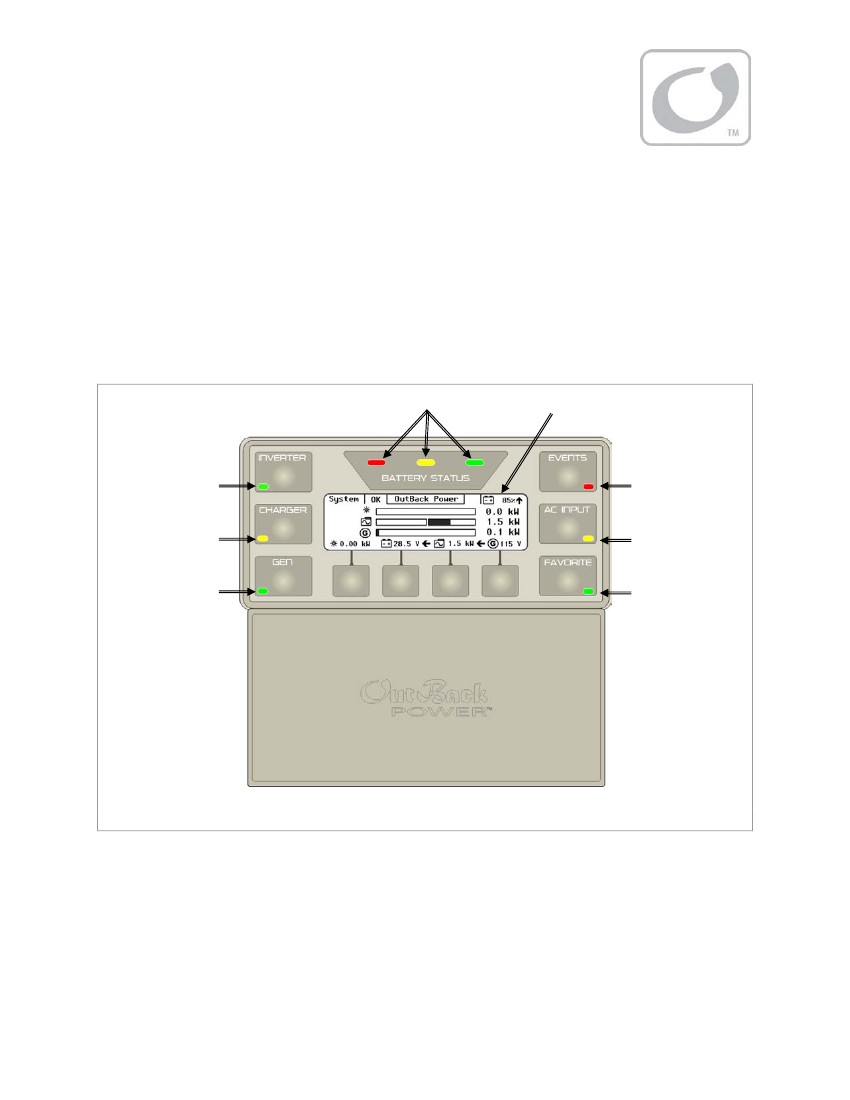 TM
INVERTER
EVENTS
BATTERY STATUS
System OK OutBack Power 85%
CHARGER
AC INPUT
0.0 kW
1.5 kW
G 0.1 kW
0.00 kW 28.5 V 1.5 kW G 115 V
GEN
FAVORITE
OutBack
POWER™